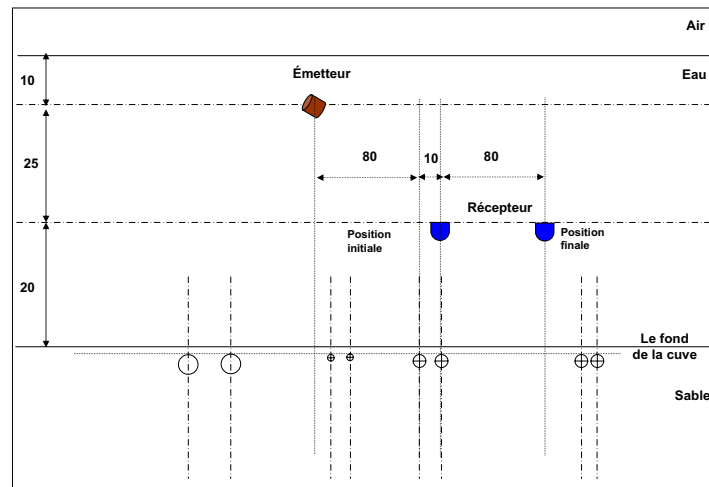 Air
10
Émetteur
Eau
80
10
80
25
Récepteur
Position
initiale
Position
finale
20
Le fond
de la cuve
Sable